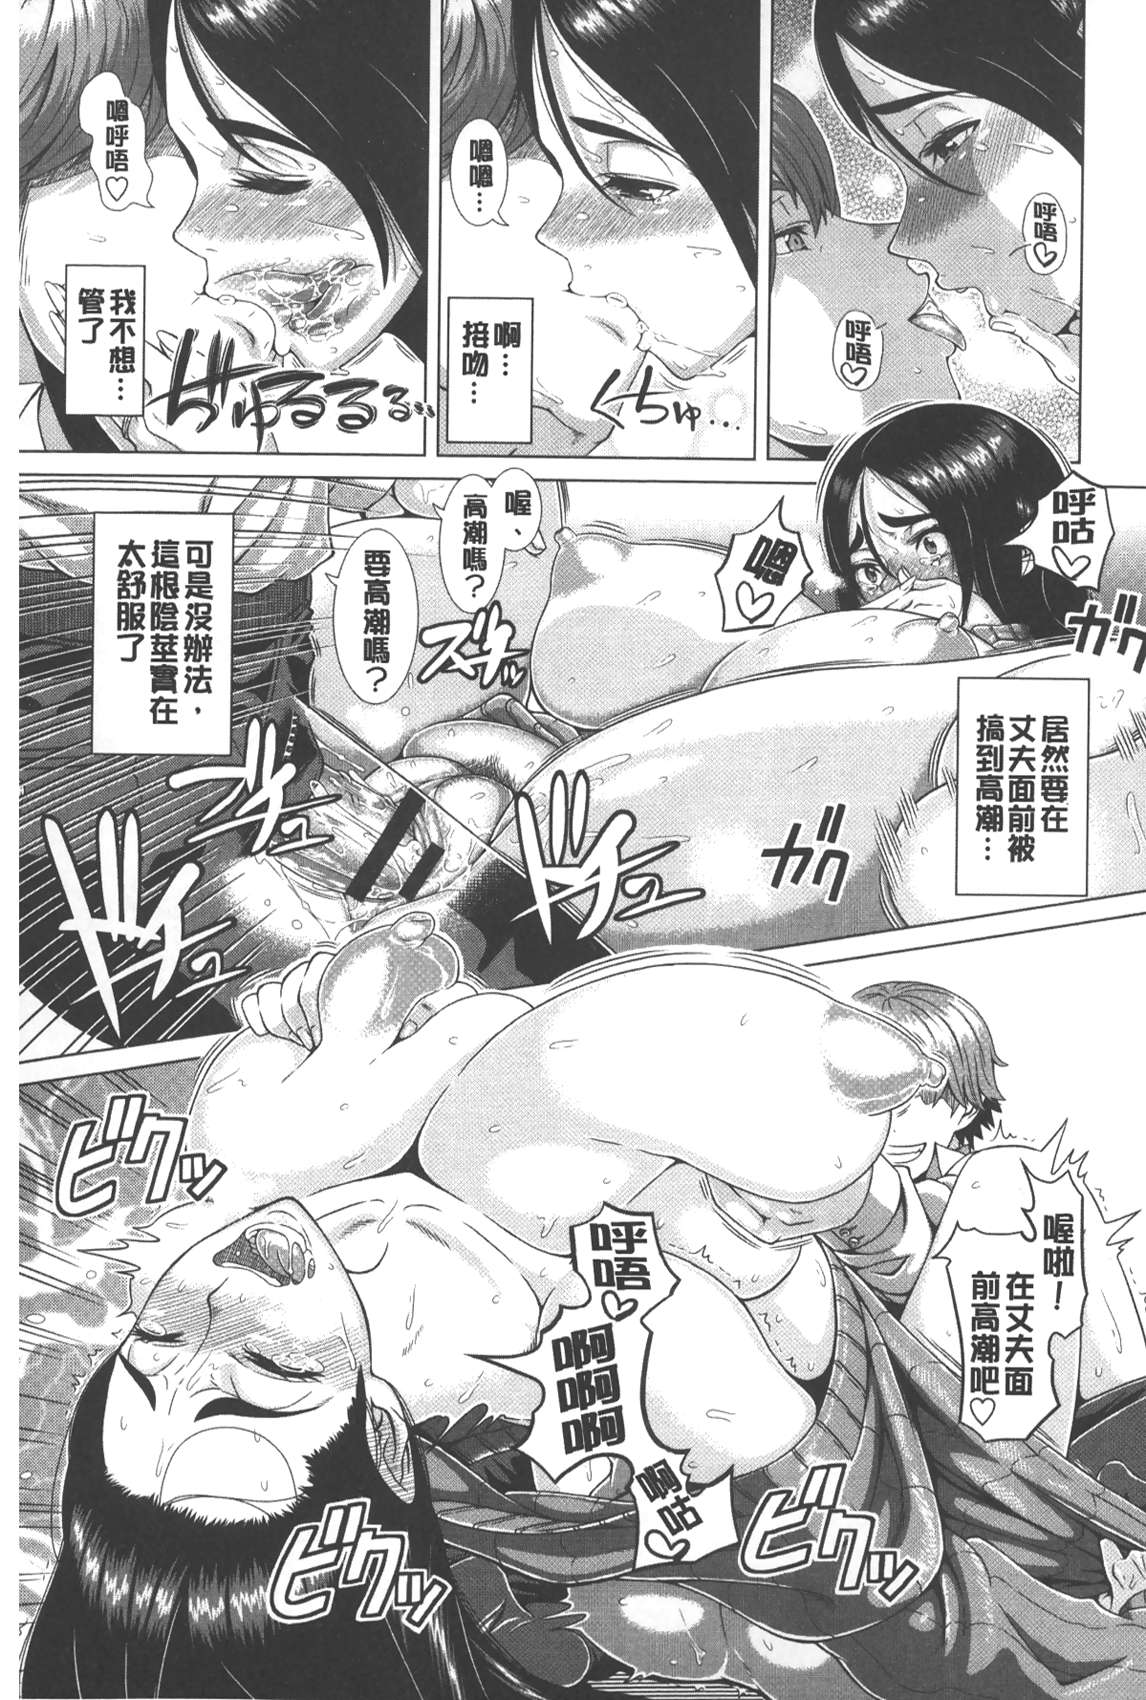 呼唔♡
呼唔♡
嗯嗯…
啊…
接吻…
くちゅ…
嗯呼唔♡
我不想…
管了
ぢゅるるるる…
呼咕♡
嗯♡
ガクッ
居然要在
丈夫面前被
搞到高潮…
ガクッ
喔、
高潮嗎？
要高潮嗎？
ズチッ
可是沒辦法，
這根陰莖實在
太舒服了
ドチュ
ドチュ
ドチュ
喔啦！
在丈夫面
前高潮吧♡
呼唔♡
啊啊啊
啊咕♡
ビクッ
ビクッ
ビクッ